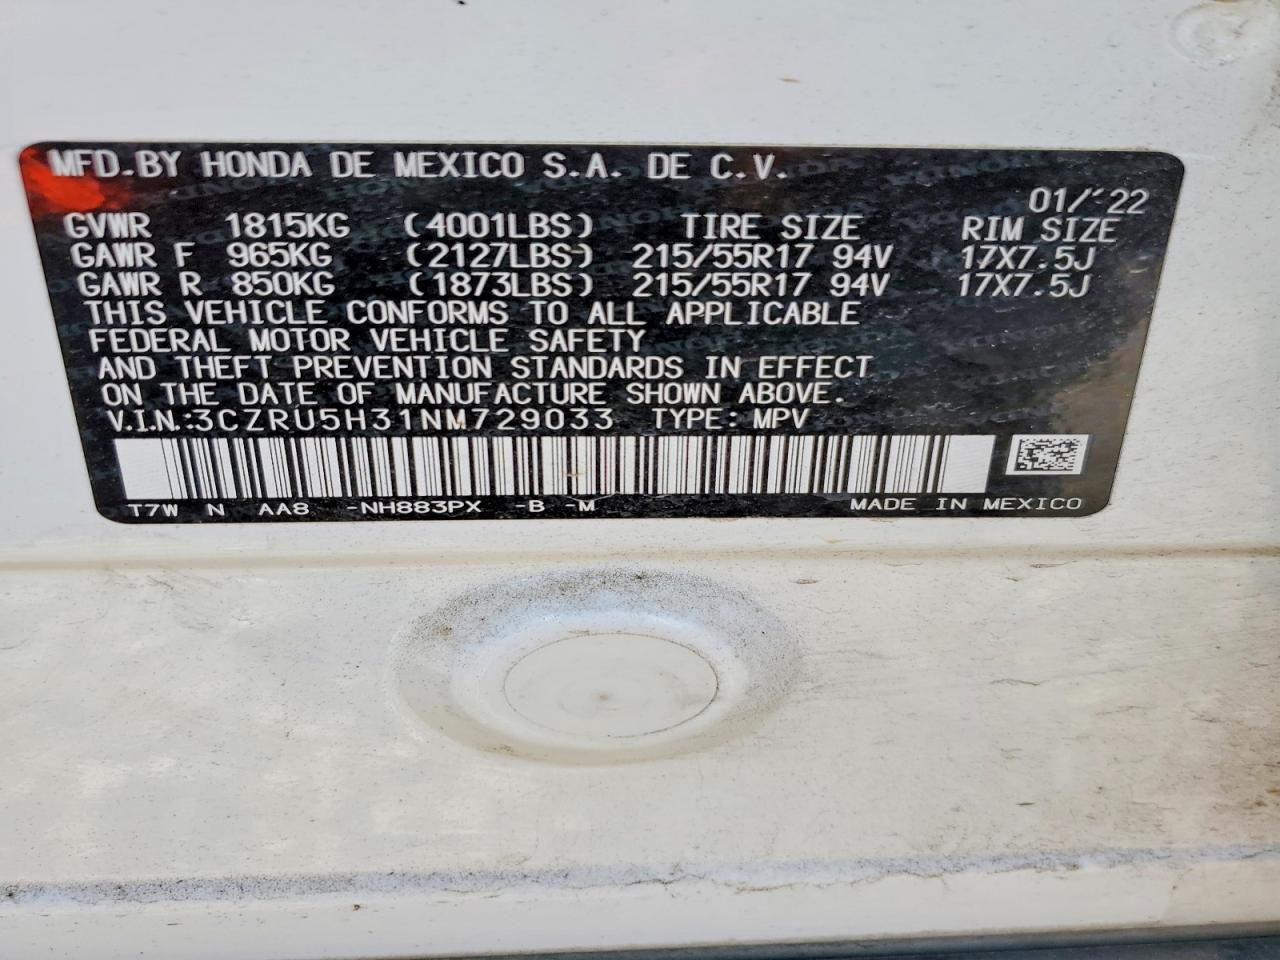 MFD.BY HONDA DE MEXICO S.A. DE C.V.
01/'22
GVWR 1815KG (4001LBS) TIRE SIZE RIM SIZE
GAWR F 965KG (2127LBS) 215/55R17 94V 17X7.5J
GAWR R 850KG (1873LBS) 215/55R17 94V 17X7.5J
THIS VEHICLE CONFORMS TO ALL APPLICABLE
FEDERAL MOTOR VEHICLE SAFETY
AND THEFT PREVENTION STANDARDS IN EFFECT
ON THE DATE OF MANUFACTURE SHOWN ABOVE.
V.IN.:3CZRU5H31NM729033 TYPE: MPV
T7W N AA8 -NH883PX -B -M MADE IN MEXICO